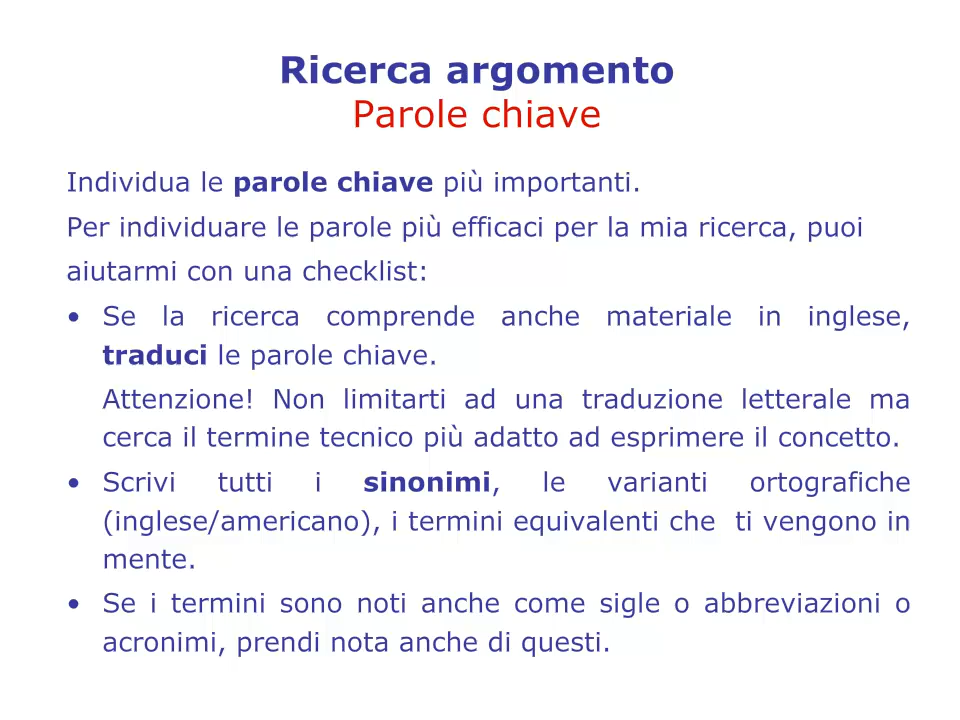 Ricerca argomento
Parole chiave
Individua le parole chiave più importanti.
Per individuare le parole più efficaci per la mia ricerca, puoi
aiutarmi con una checklist:
• Se la ricerca comprende anche materiale in inglese,
traduci le parole chiave.
Attenzione! Non limitarti ad una traduzione letterale ma
cerca il termine tecnico più adatto ad esprimere il concetto.
• Scrivi tutti i sinonimi, le varianti ortografiche
(inglese/americano), i termini equivalenti che  ti vengono in
mente.
• Se i termini sono noti anche come sigle o abbreviazioni o
acronimi, prendi nota anche di questi.